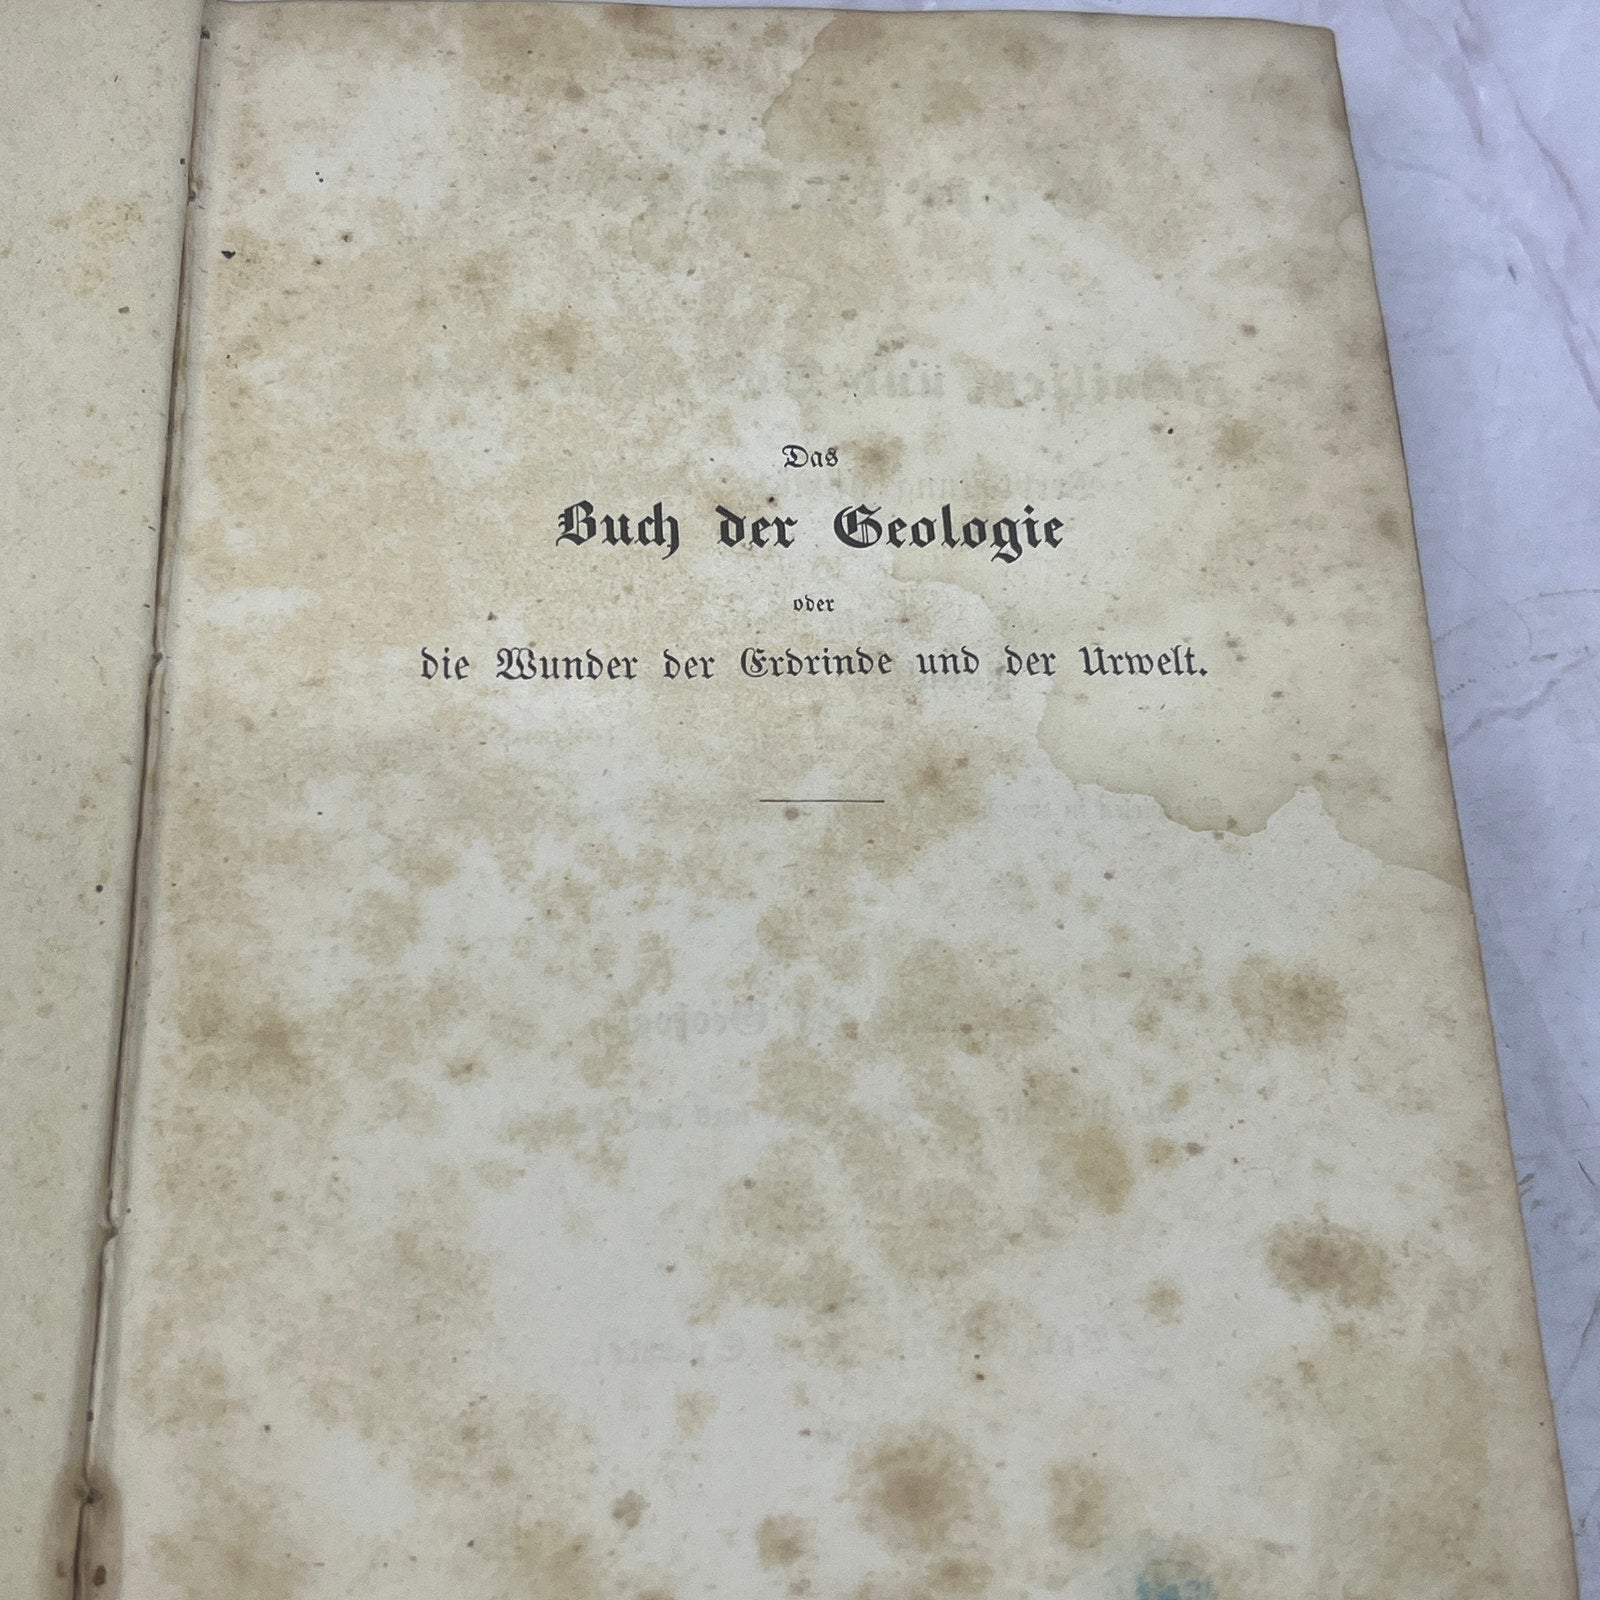 Das
Buch der Geologie
oder
die Wunder der Erdrinde und der Urwelt.